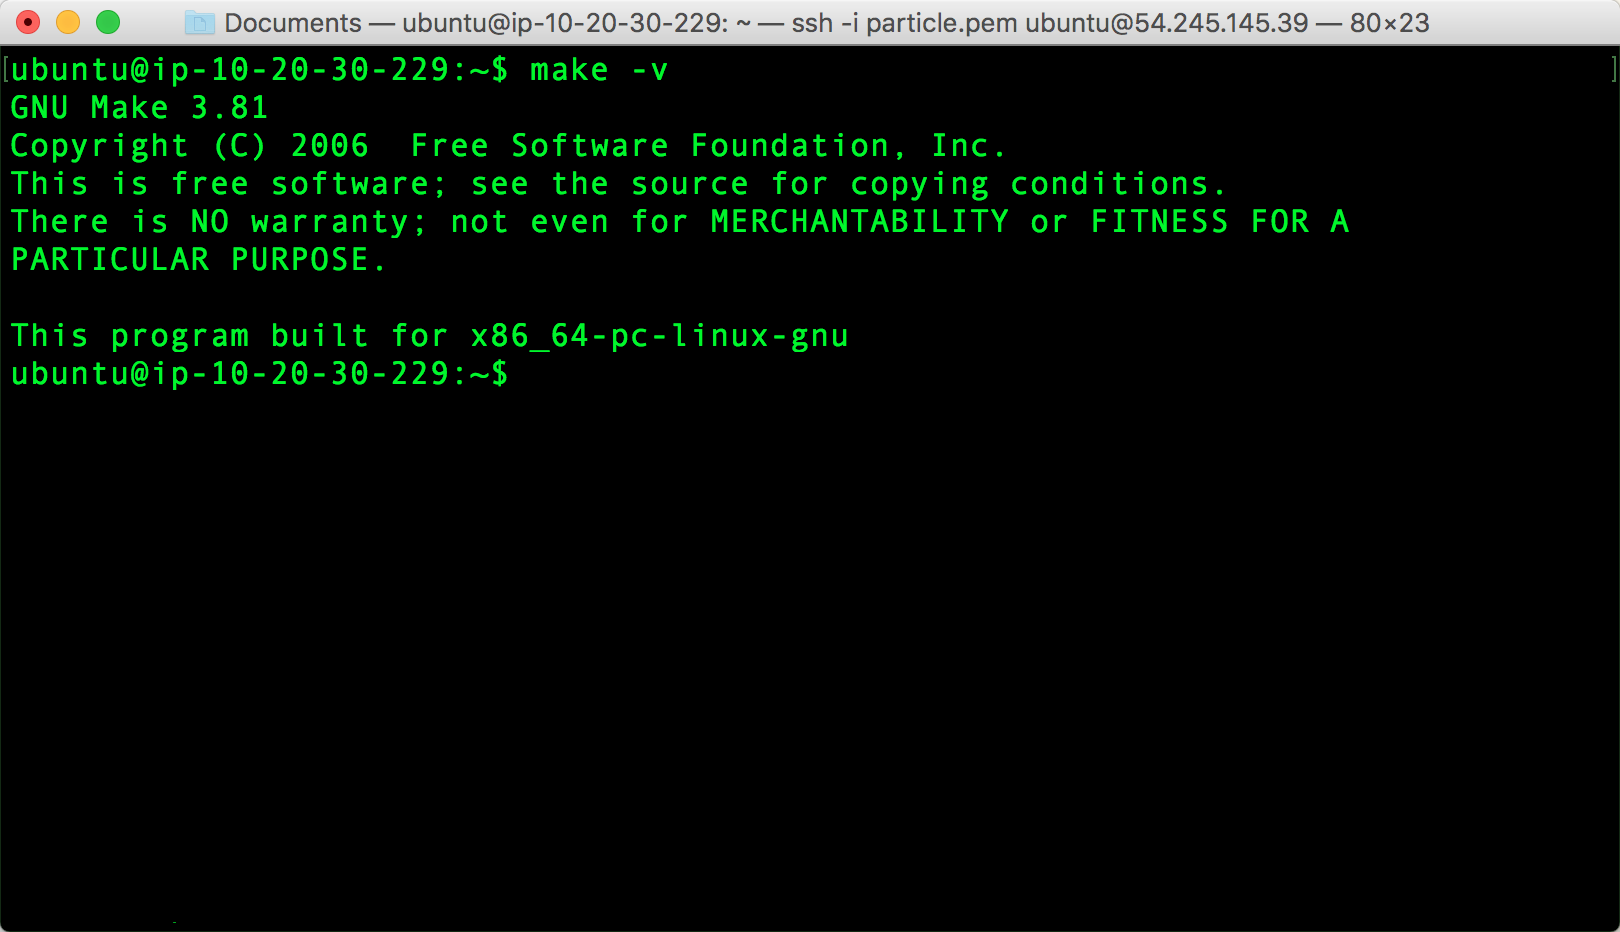 Documents — ubuntu@ip-10-20-30-229: ~ — ssh -i particle.pem ubuntu@54.245.145.39 — 80×23
[ubuntu@ip-10-20-30-229:~$ make -v ]
GNU Make 3.81
Copyright (C) 2006  Free Software Foundation, Inc.
This is free software; see the source for copying conditions.
There is NO warranty; not even for MERCHANTABILITY or FITNESS FOR A
PARTICULAR PURPOSE.

This program built for x86_64-pc-linux-gnu
ubuntu@ip-10-20-30-229:~$